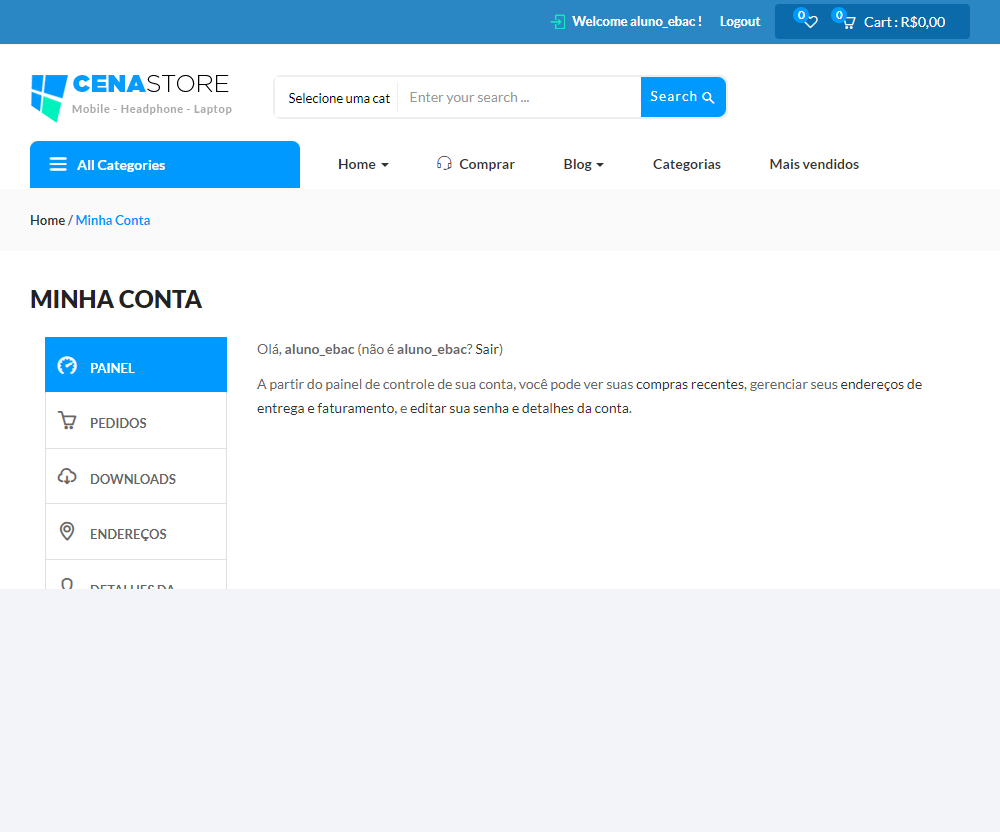 Welcome aluno_ebac ! Logout 0 0 Cart : R$0,00
CENASTORE
Mobile - Headphone - Laptop
Selecione uma cat Enter your search ... Search
All Categories Home Comprar Blog Categorias Mais vendidos
Home / Minha Conta
MINHA CONTA
PAINEL
PEDIDOS
DOWNLOADS
ENDEREÇOS
DETALHES DA
Olá, aluno_ebac (não é aluno_ebac? Sair)
A partir do painel de controle de sua conta, você pode ver suas compras recentes, gerenciar seus endereços de
entrega e faturamento, e editar sua senha e detalhes da conta.